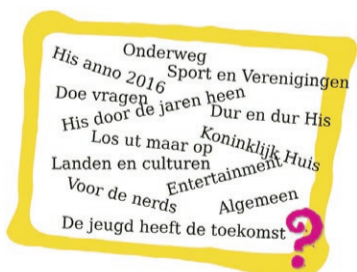 Onderweg
His anno 2016
Sport en Verenigingen
Doe vragen
His door de jaren heen
Dur en dur His
Los ut maar op
Koninklijk Huis
Landen en culturen
Entertainment
Voor de nerds
Algemeen
De jeugd heeft de toekomst
?